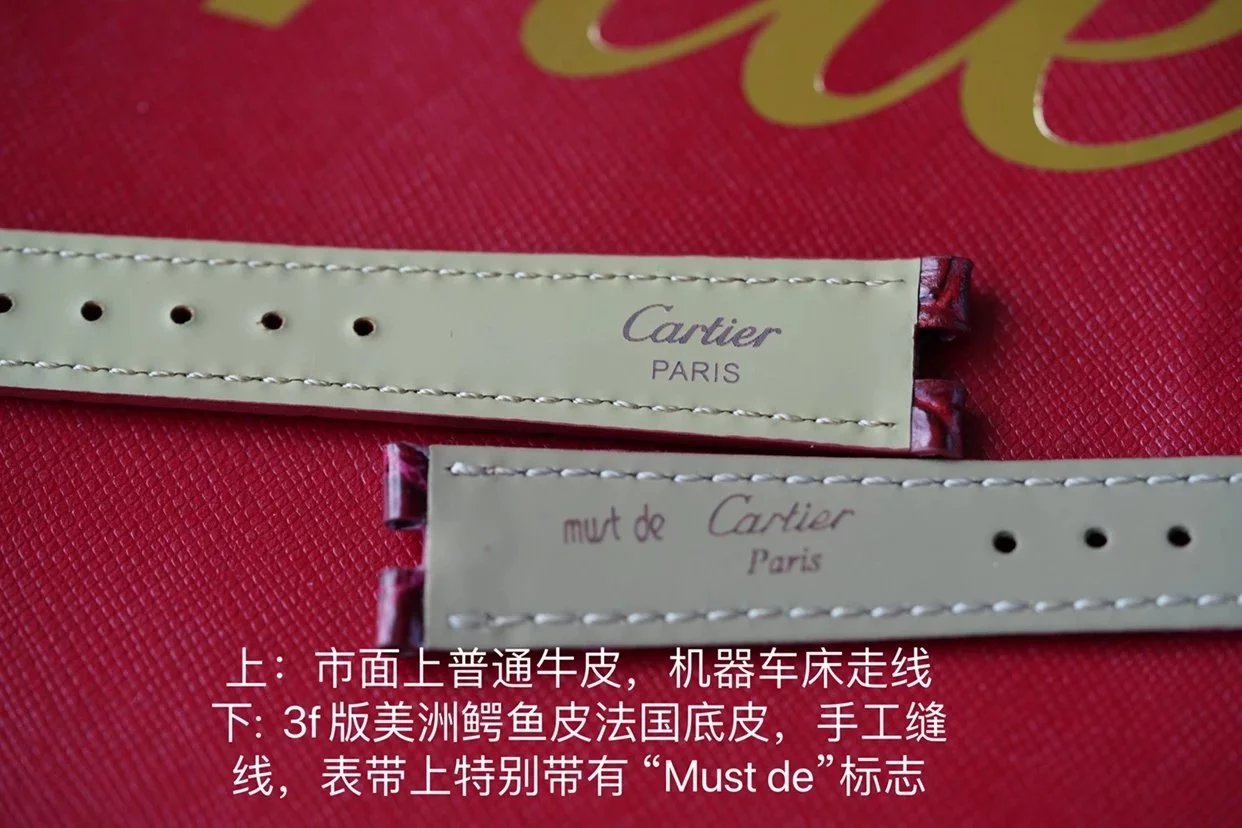 Cartier
PARIS
must de Cartier
Paris
上：市面上普通牛皮，机器车床走线
下: 3f版美洲鳄鱼皮法国底皮，手工缝
线，表带上特别带有 “Must de”标志